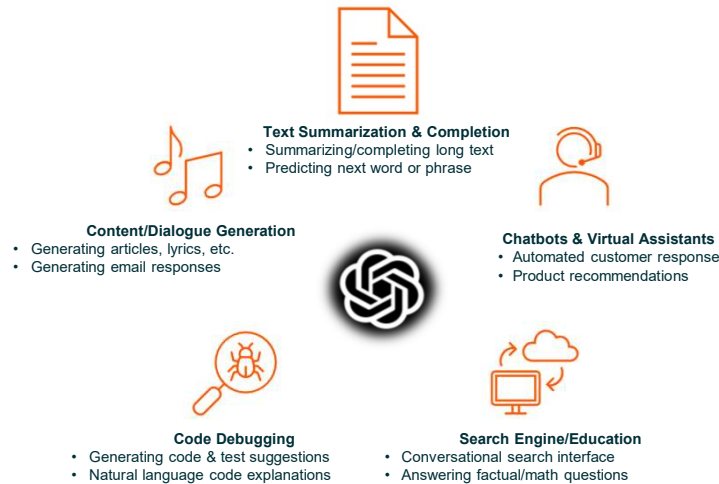 Text Summarization & Completion
• Summarizing/completing long text
• Predicting next word or phrase
Content/Dialogue Generation
• Generating articles, lyrics, etc.
• Generating email responses
Chatbots & Virtual Assistants
• Automated customer response
• Product recommendations
Code Debugging
• Generating code & test suggestions
• Natural language code explanations
Search Engine/Education
• Conversational search interface
• Answering factual/math questions